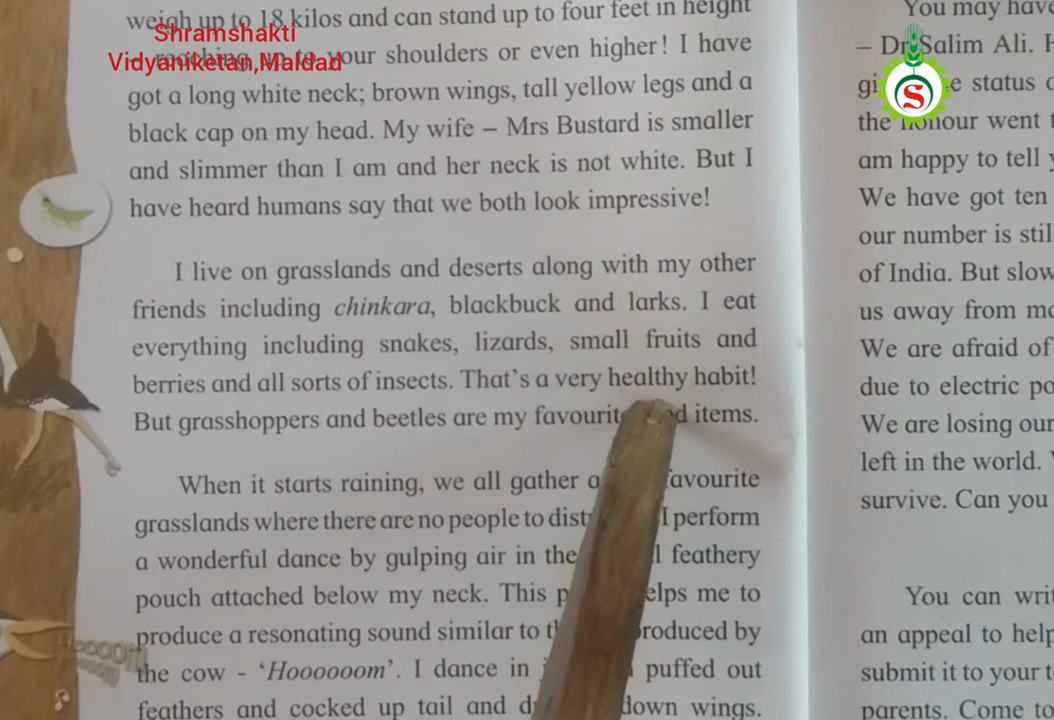 weigh up to 18 kilos and can stand up to four feet in height
Shramshakti
Vidyaniketan,Maldad
– reaching up to your shoulders or even higher! I have
got a long white neck; brown wings, tall yellow legs and a
black cap on my head. My wife – Mrs Bustard is smaller
and slimmer than I am and her neck is not white. But I
have heard humans say that we both look impressive!
I live on grasslands and deserts along with my other
friends including chinkara, blackbuck and larks. I eat
everything including snakes, lizards, small fruits and
berries and all sorts of insects. That's a very healthy habit!
But grasshoppers and beetles are my favourite items.
When it starts raining, we all gather favourite
grasslands where there are no people to I perform
a wonderful dance by gulping air in the feathery
pouch attached below my neck. This helps me to
produce a resonating sound similar to produced by
the cow - 'Hoooooom'. I dance in puffed out
feathers and cocked up tail and down wings.
Hoooom
You may have
– Dr Salim Ali.
status
the honour went
am happy to tell
We have got ten
our number is
of India. But
us away from
We are afraid of
due to electric
We are losing our
left in the world.
survive. Can you
You can
an appeal to help
submit it to your
parents. Come to
S